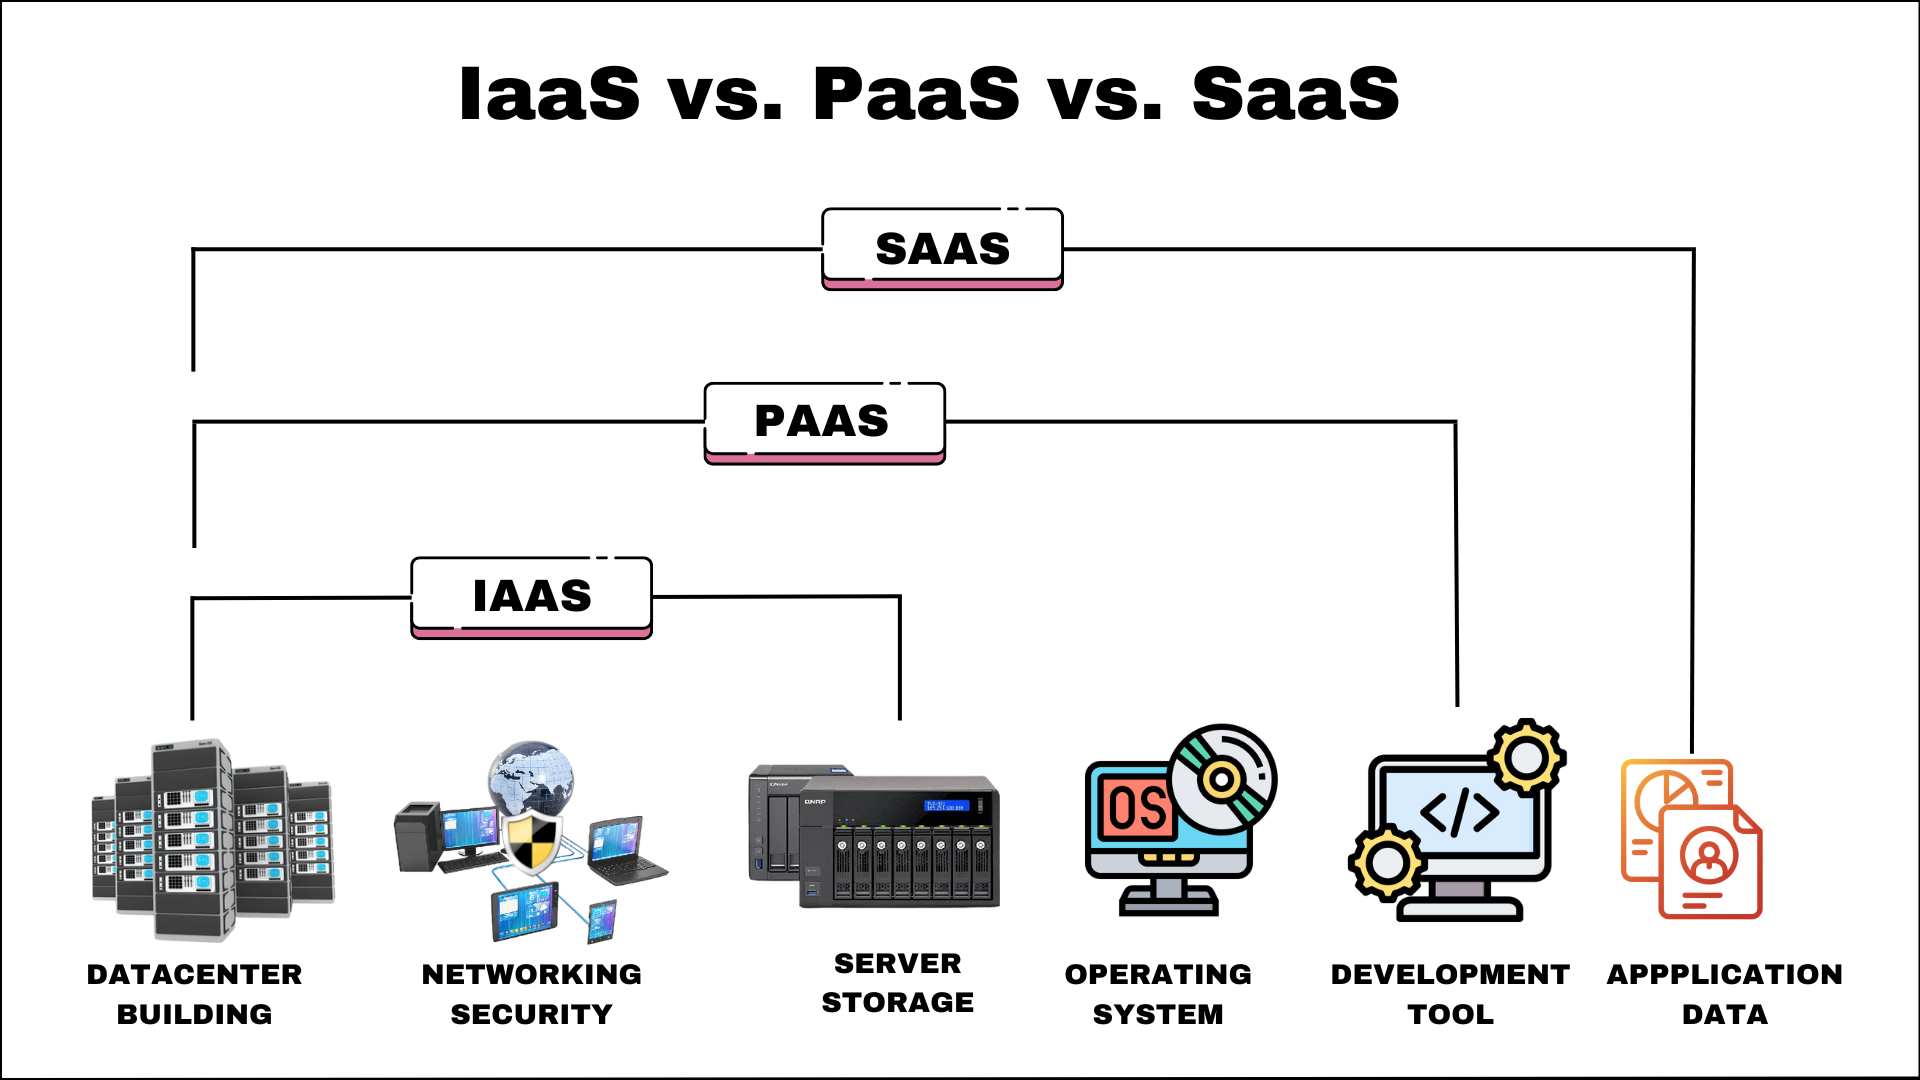 IaaS vs. PaaS vs. SaaS
SAAS
PAAS
IAAS
QNAP
OS
</>
DATACENTER
BUILDING
NETWORKING
SECURITY
SERVER
STORAGE
OPERATING
SYSTEM
DEVELOPMENT
TOOL
APPPLICATION
DATA